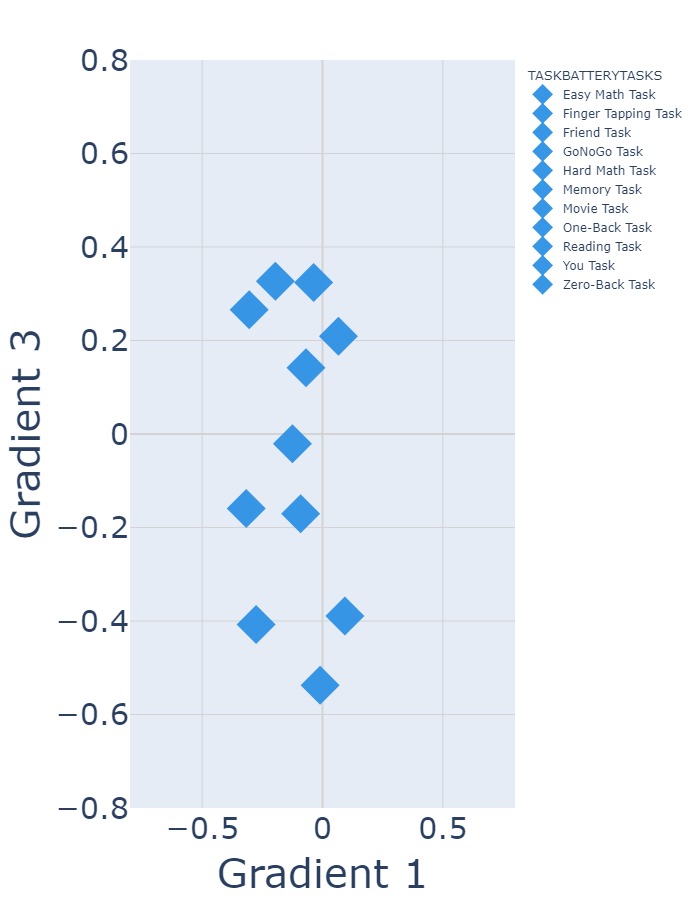 0.8
0.6
0.4
0.2
0
−0.2
−0.4
−0.6
−0.8
Gradient 3
−0.5
0
0.5
Gradient 1
TASKBATTERYTASKS
Easy Math Task
Finger Tapping Task
Friend Task
GoNoGo Task
Hard Math Task
Memory Task
Movie Task
One-Back Task
Reading Task
You Task
Zero-Back Task